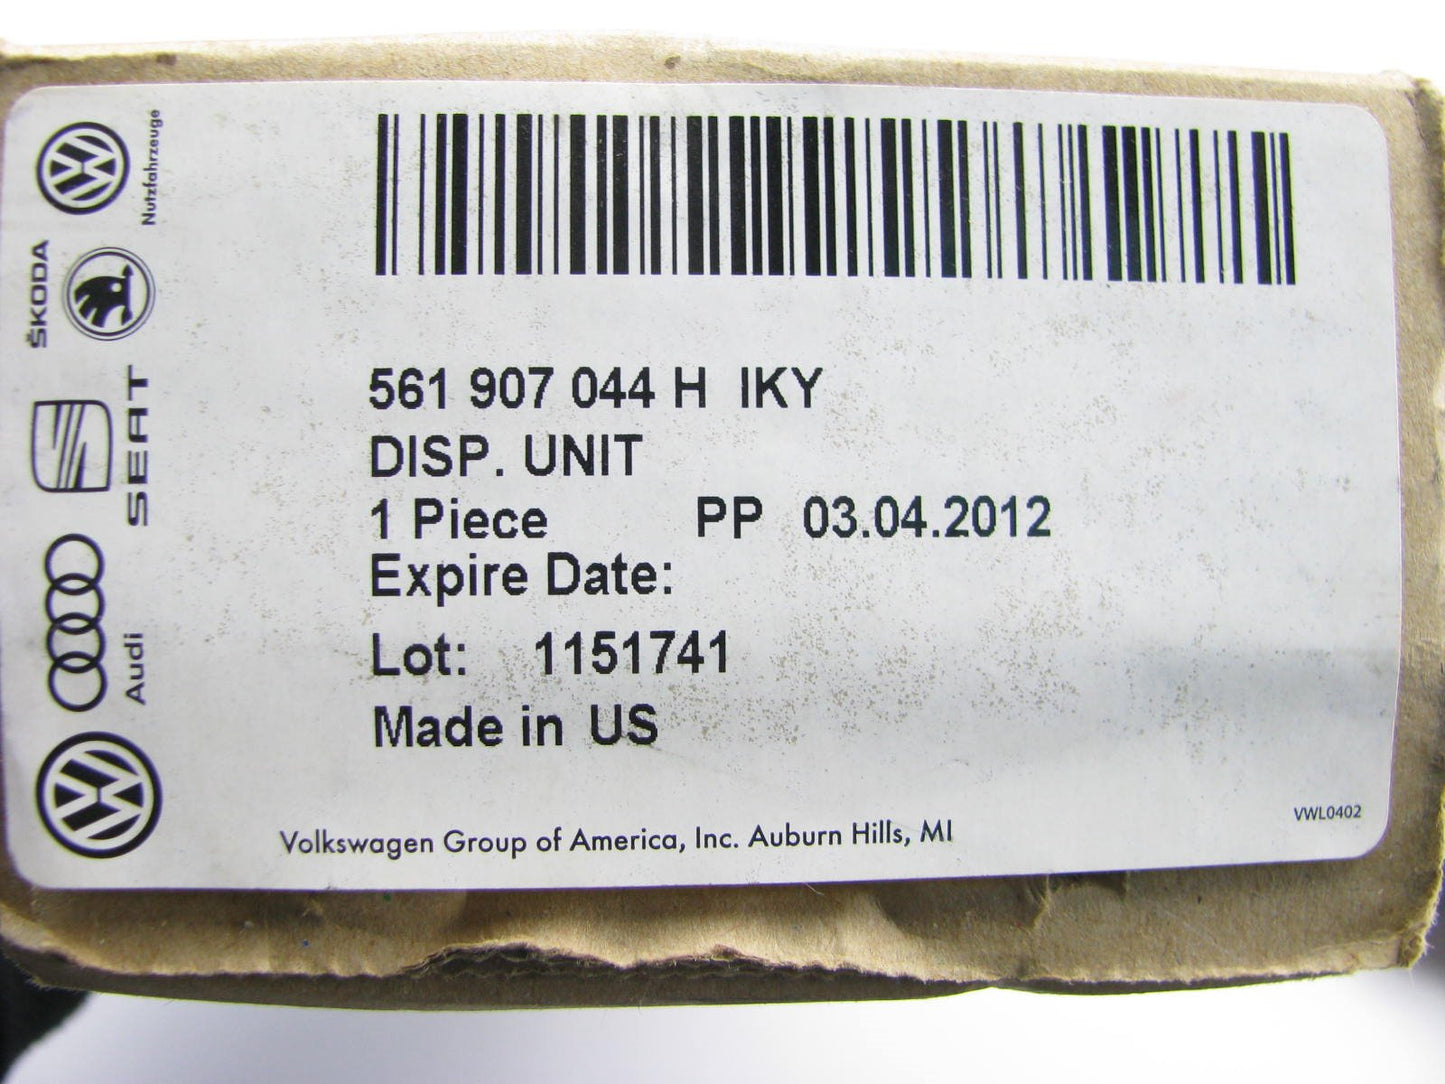 Nutzfahrzeuge
ŠKODA
SEAT
Audi
561 907 044 H IKY
DISP. UNIT
1 Piece PP 03.04.2012
Expire Date:
Lot: 1151741
Made in US
Volkswagen Group of America, Inc. Auburn Hills, MI
VWL0402